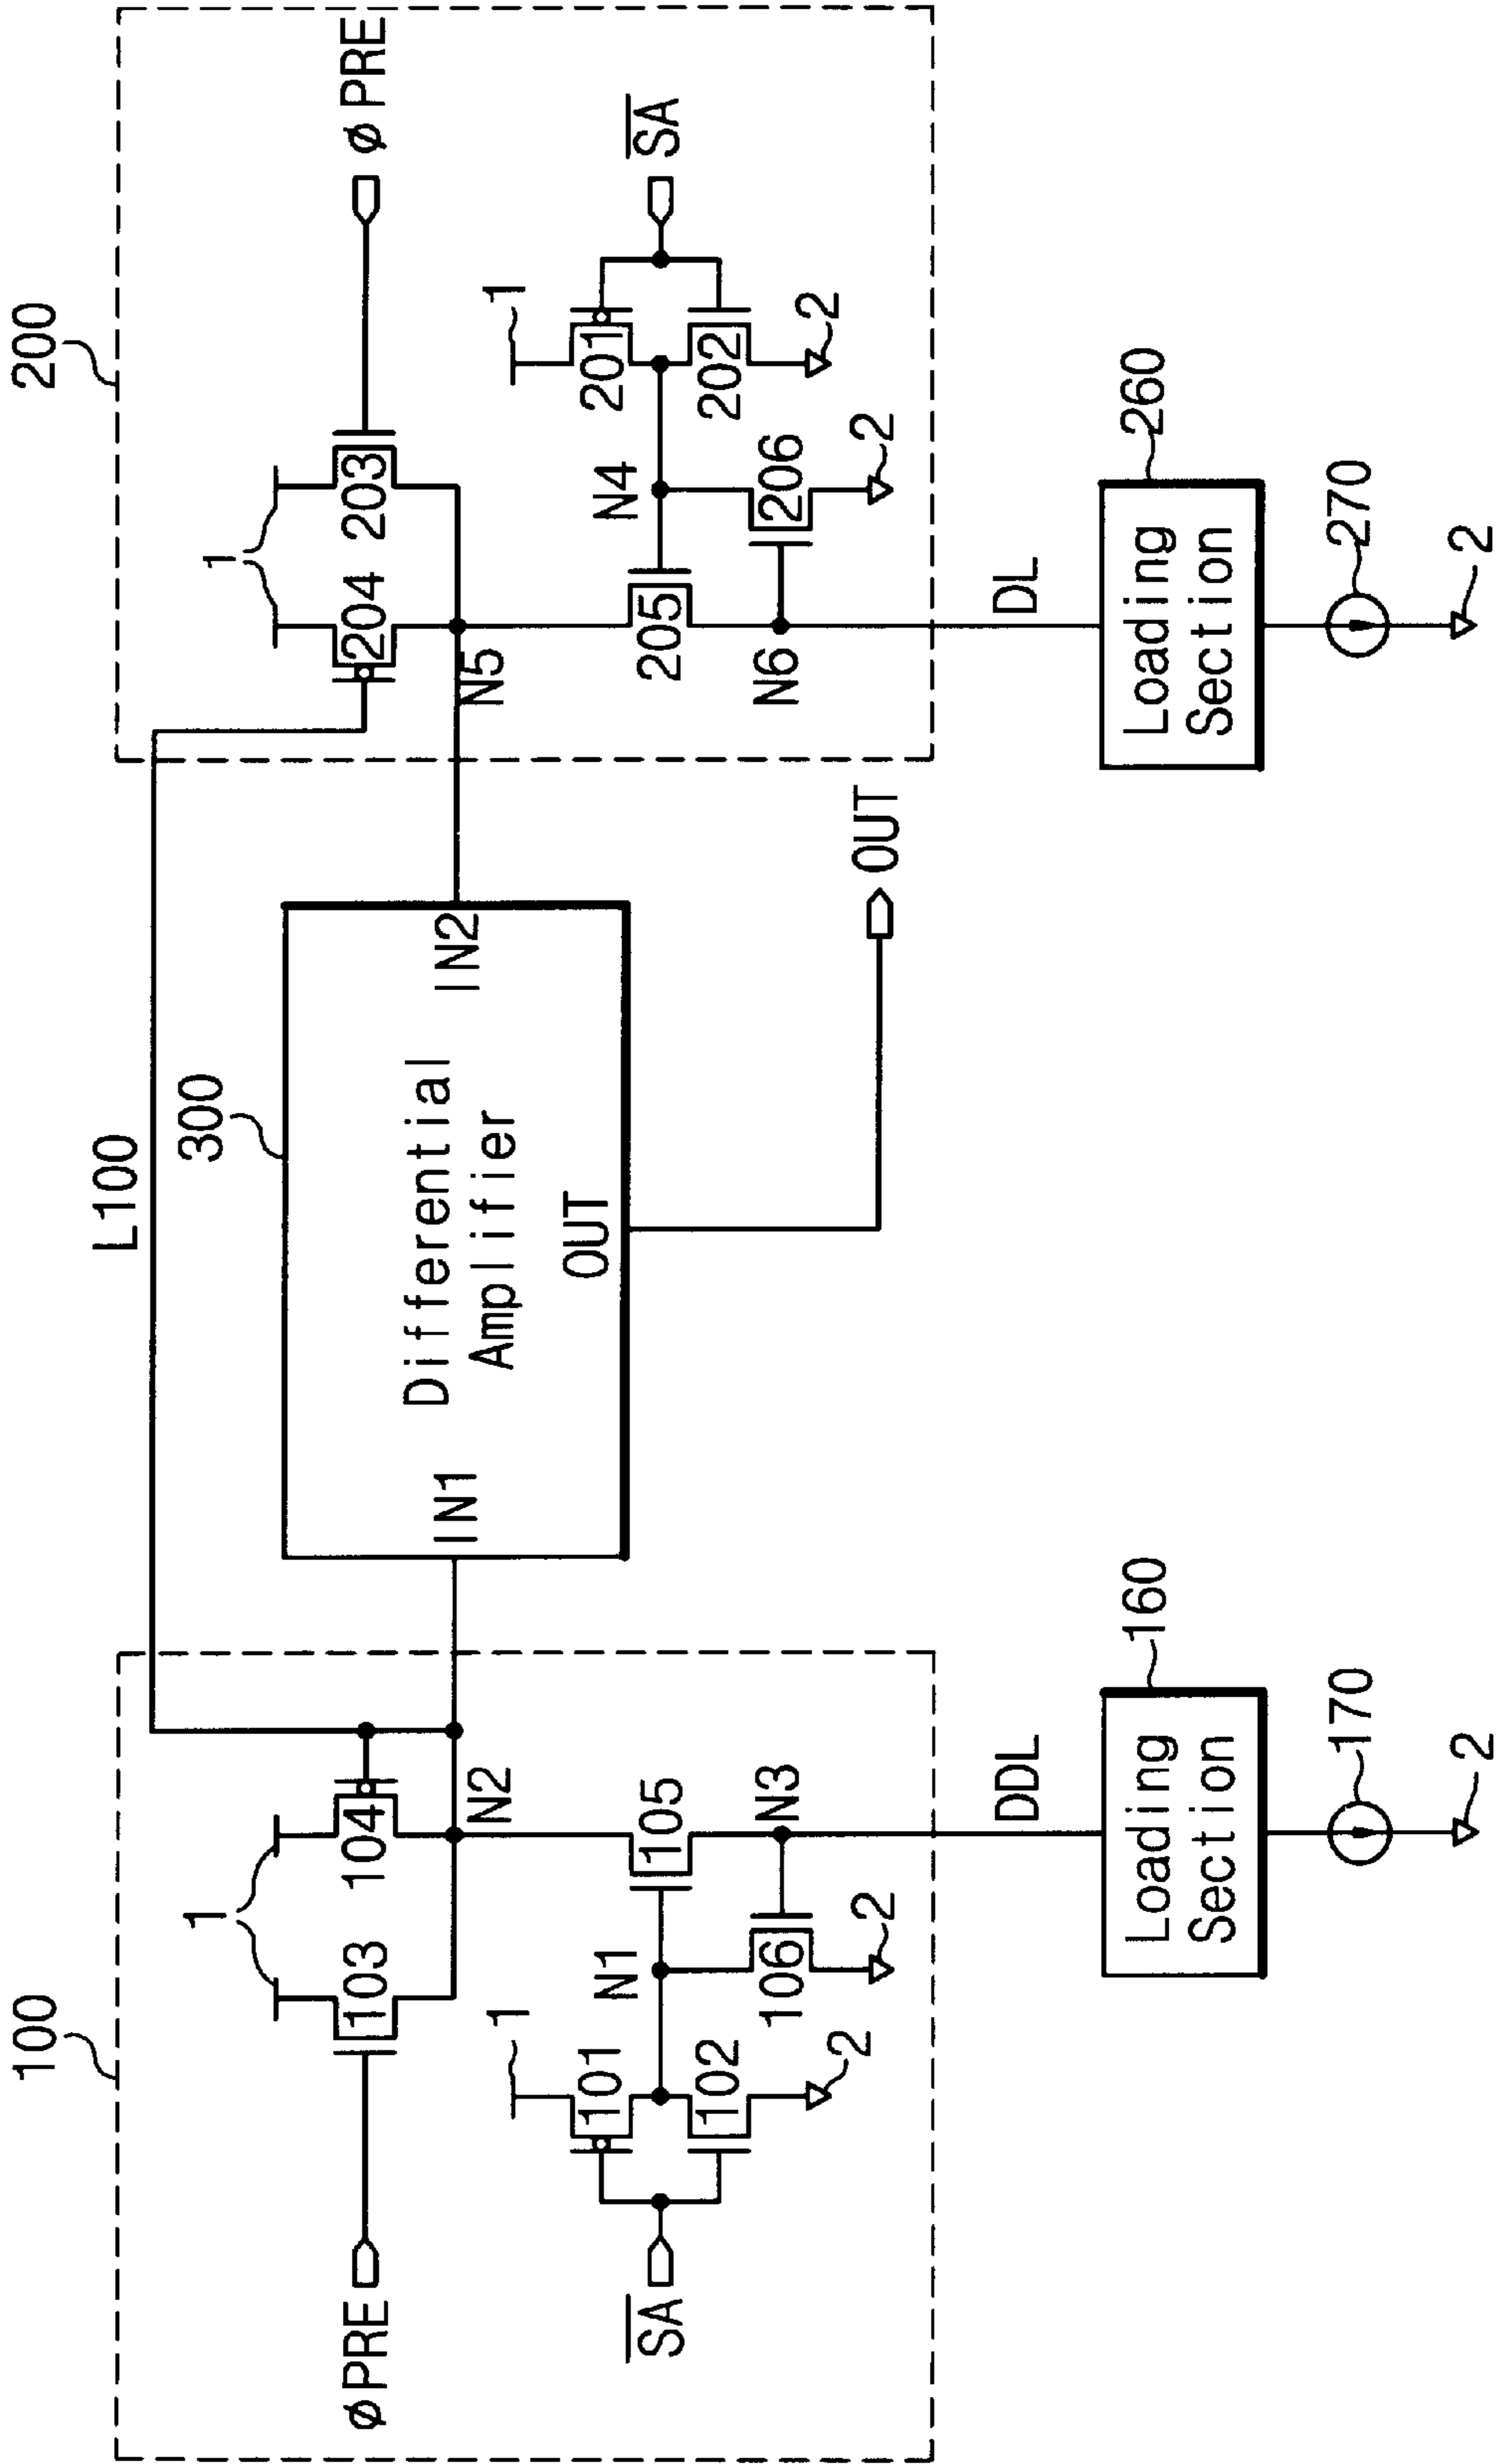 100
200
L100
300
øPRE
1
103
104
N2
SA
1
101
102
2
N1
106
2
105
N3
DDL
Loading
Section
160
170
2
IN1
Differential
Amplifier
IN2
OUT
OUT
1
204
203
ø PRE
N5
205
N6
N4
206
2
1
201
202
2
SA
DL
Loading
Section
260
270
2